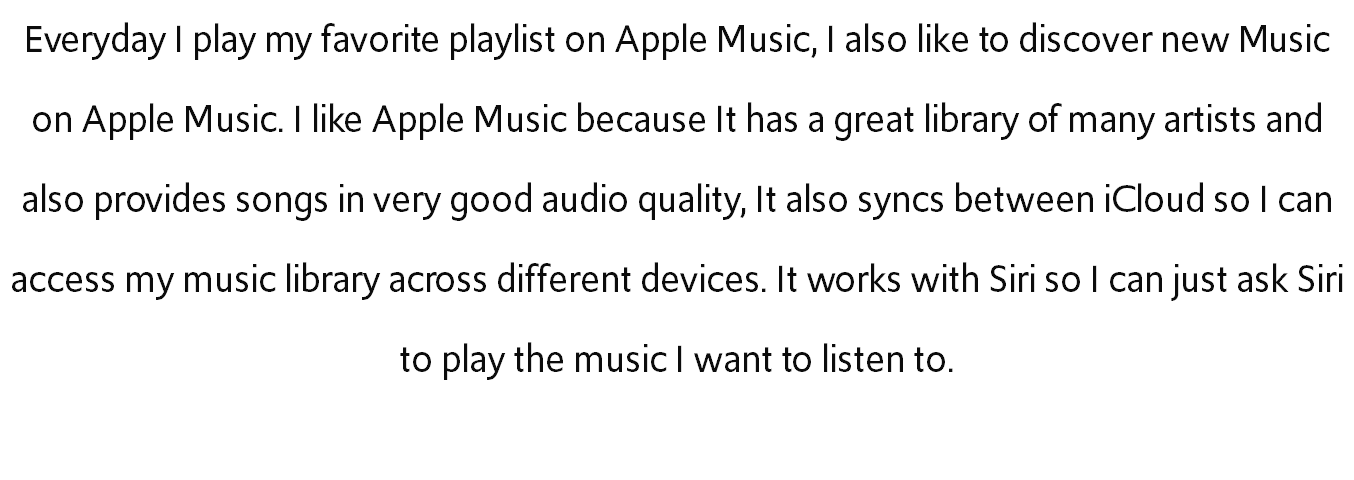 Everyday I play my favorite playlist on Apple Music, I also like to discover new Music
on Apple Music. I like Apple Music because It has a great library of many artists and
also provides songs in very good audio quality, It also syncs between iCloud so I can
access my music library across different devices. It works with Siri so I can just ask Siri
to play the music I want to listen to.